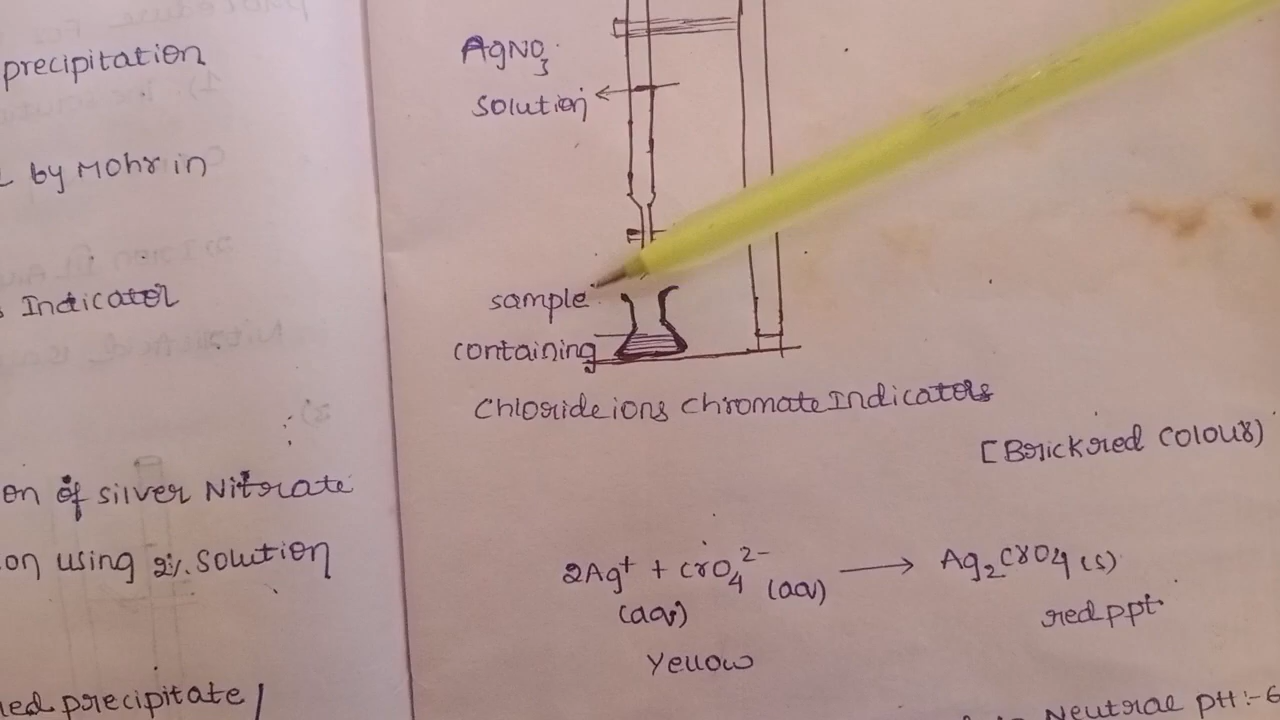 precipitation
by Mohr in
Indicator
on of silver Nitrate
on using 2% solution
red precipitate
AgNO3
solution
sample
containing
Chloride ions chromate Indicators
[Brick red colour)
2Ag+ + CrO4 2- (aq) → Ag2CrO4 (s)
(aq)
red ppt.
Yellow
Neutral pH:-6